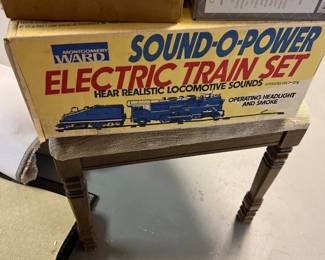 MONTGOMERY
WARD
SOUND-O-POWER
ELECTRIC TRAIN SET
HEAR REALISTIC LOCOMOTIVE SOUNDS
OPERATING HEADLIGHT
AND SMOKE